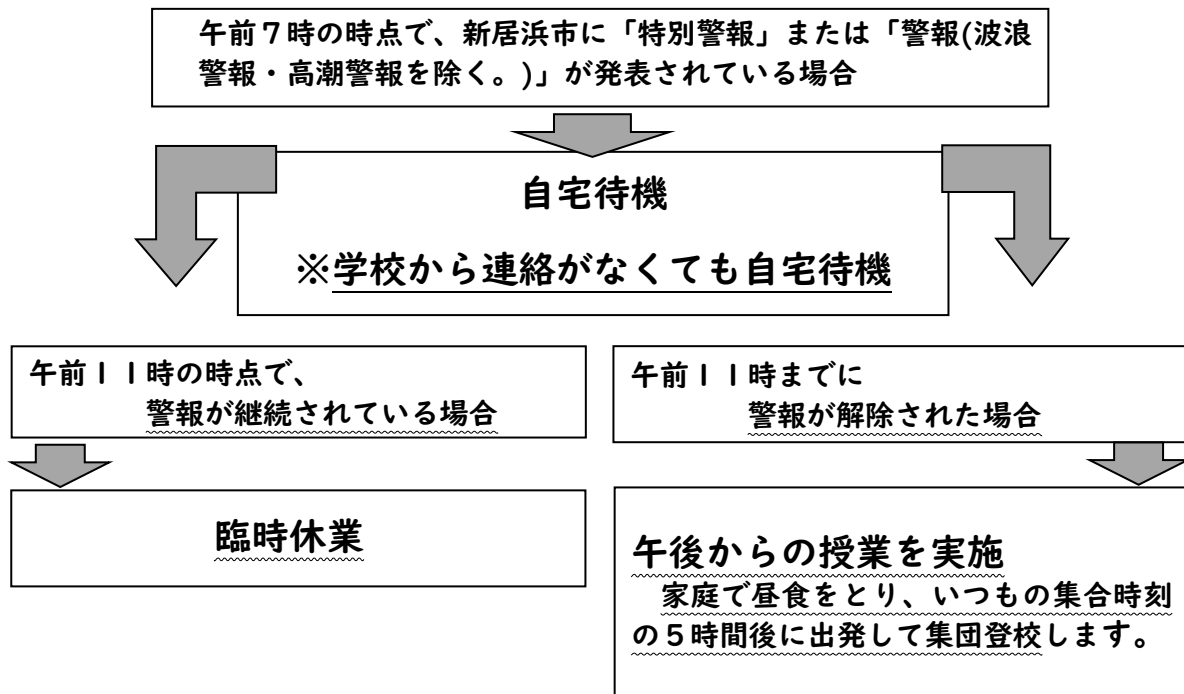 午前７時の時点で、新居浜市に「特別警報」または「警報(波浪
警報・高潮警報を除く。)」が発表されている場合
自宅待機
※学校から連絡がなくても自宅待機
午前１１時の時点で、
警報が継続されている場合
午前１１時までに
警報が解除された場合
臨時休業
午後からの授業を実施
家庭で昼食をとり、いつもの集合時刻
の５時間後に出発して集団登校します。